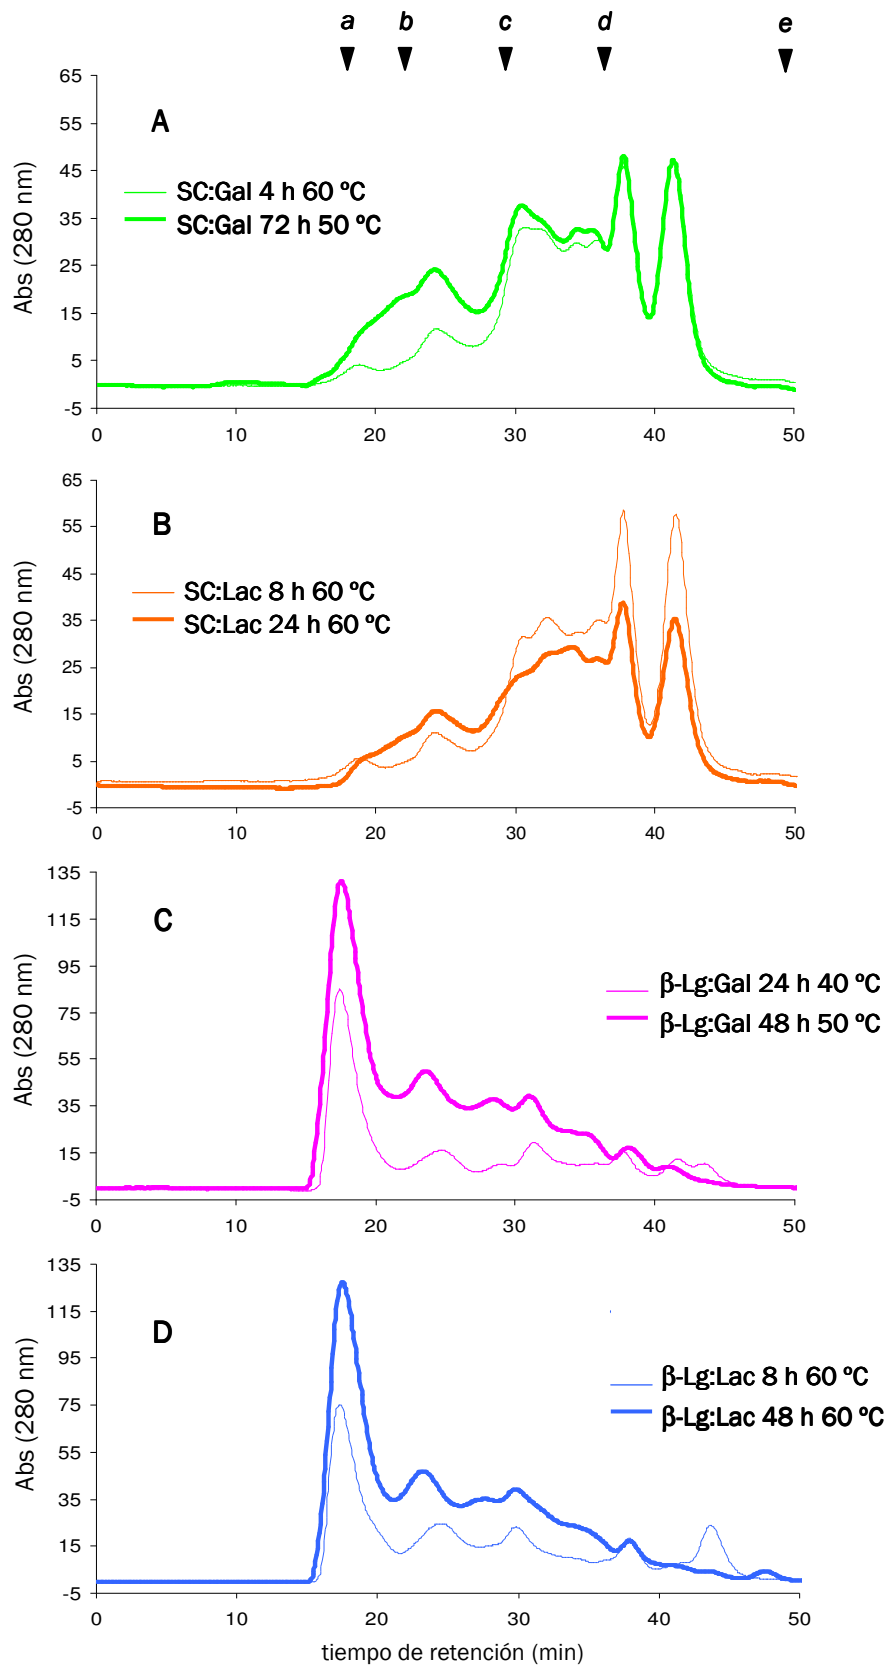 a b c d e
65
55
45
35
25
15
5
-5
A
SC:Gal 4 h 60 ºC
SC:Gal 72 h 50 ºC
Abs (280 nm)
0 10 20 30 40 50
65
55
45
35
25
15
5
-5
B
SC:Lac 8 h 60 ºC
SC:Lac 24 h 60 ºC
Abs (280 nm)
0 10 20 30 40 50
135
115
95
75
55
35
15
-5
C
β-Lg:Gal 24 h 40 ºC
β-Lg:Gal 48 h 50 ºC
Abs (280 nm)
0 10 20 30 40 50
135
115
95
75
55
35
15
-5
D
β-Lg:Lac 8 h 60 ºC
β-Lg:Lac 48 h 60 ºC
Abs (280 nm)
0 10 20 30 40 50
tiempo de retención (min)